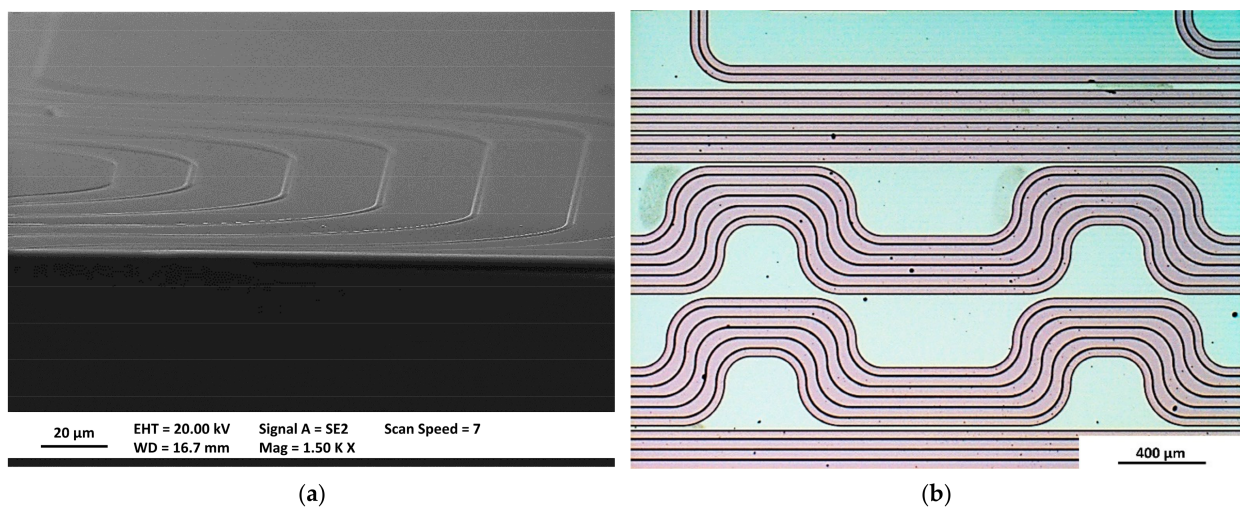 20 µm EHT = 20.00 kV Signal A = SE2 Scan Speed = 7
WD = 16.7 mm Mag = 1.50 K X
400 µm
(a) (b)